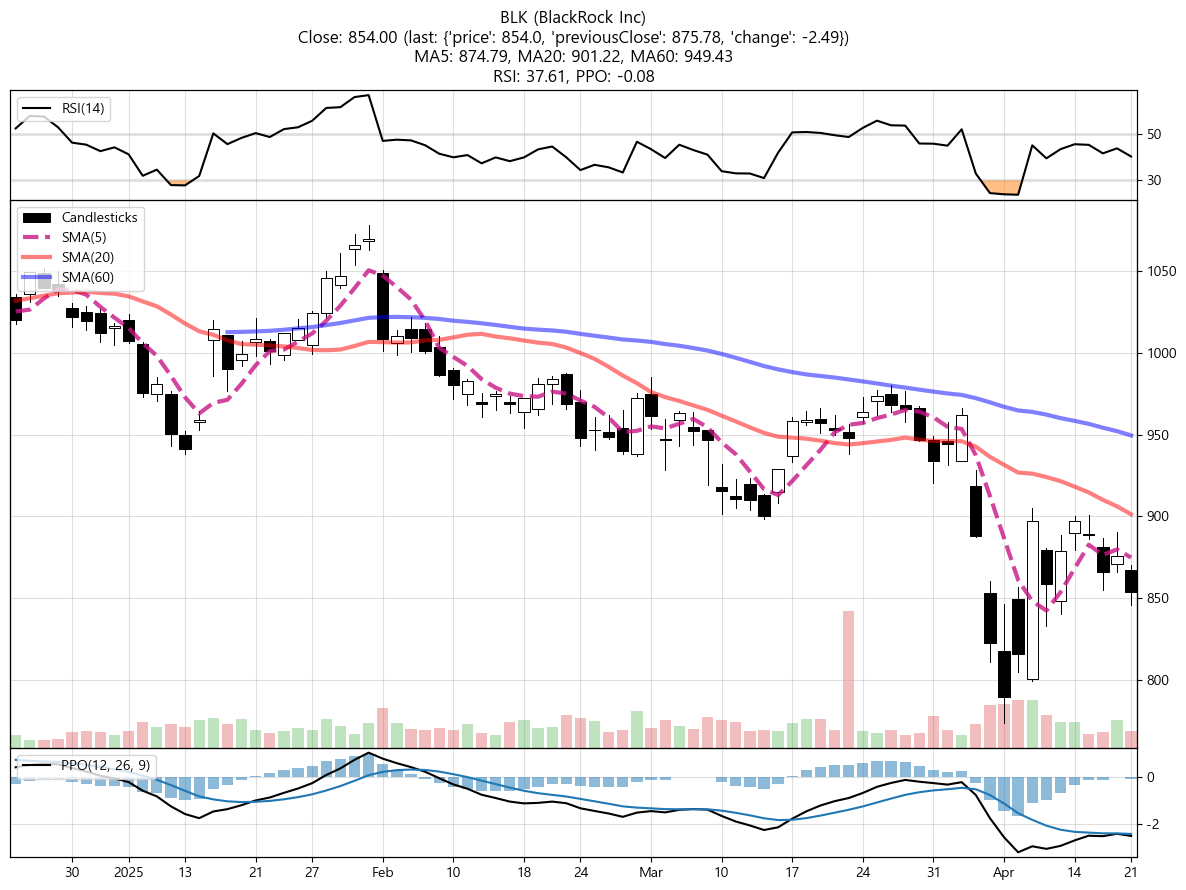 BLK (BlackRock Inc)
Close: 854.00 (last: {'price': 854.0, 'previousClose': 875.78, 'change': -2.49})
MA5: 874.79, MA20: 901.22, MA60: 949.43
RSI: 37.61, PPO: -0.08
RSI(14)
50
30
Candlesticks
SMA(5)
SMA(20)
SMA(60)
1050
1000
950
900
850
800
PPO(12, 26, 9)
0
-2
30 2025 13 21 27 Feb 10 18 24 Mar 10 17 24 31 Apr 14 21